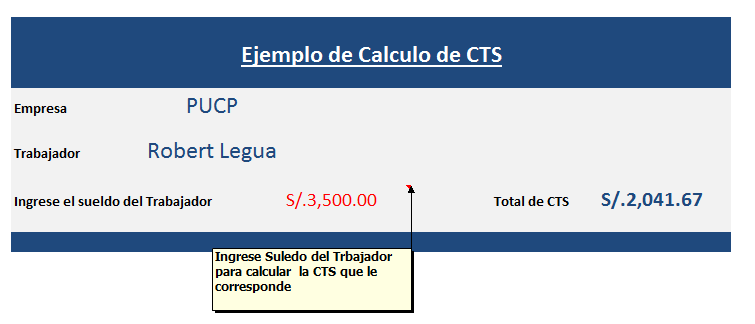 Ejemplo de Calculo de CTS
Empresa PUCP
Trabajador Robert Legua
Ingrese el sueldo del Trabajador S/.3,500.00 Total de CTS S/.2,041.67
Ingrese Suledo del Trbajador
para calcular la CTS que le
corresponde